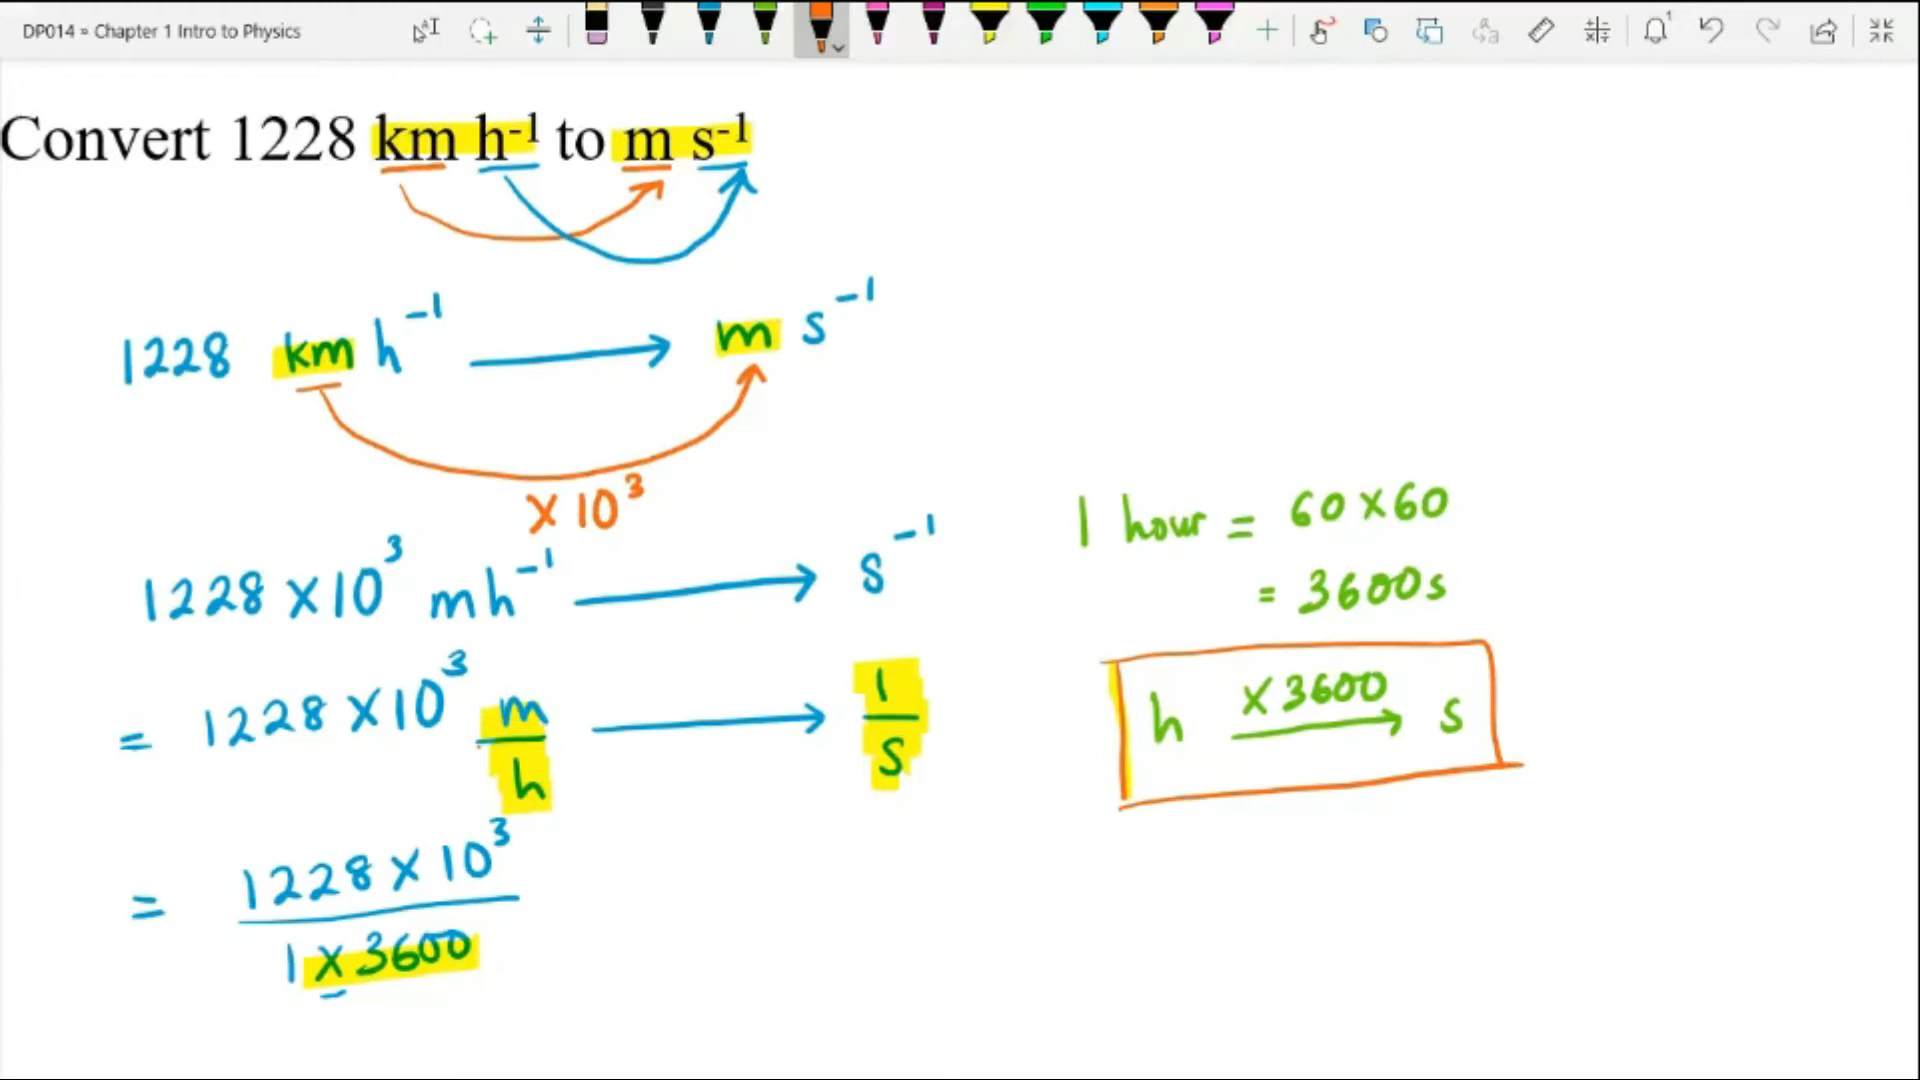 DP014 » Chapter 1 Intro to Physics
Convert 1228 km h⁻¹ to m s⁻¹
1228 km h⁻¹ → m s⁻¹
× 10³
1228 × 10³ m h⁻¹ → s⁻¹
= 1228 × 10³ m/h → 1/s
= 1228 × 10³
1 × 3600
1 hour = 60 × 60
= 3600 s
× 3600
h → s